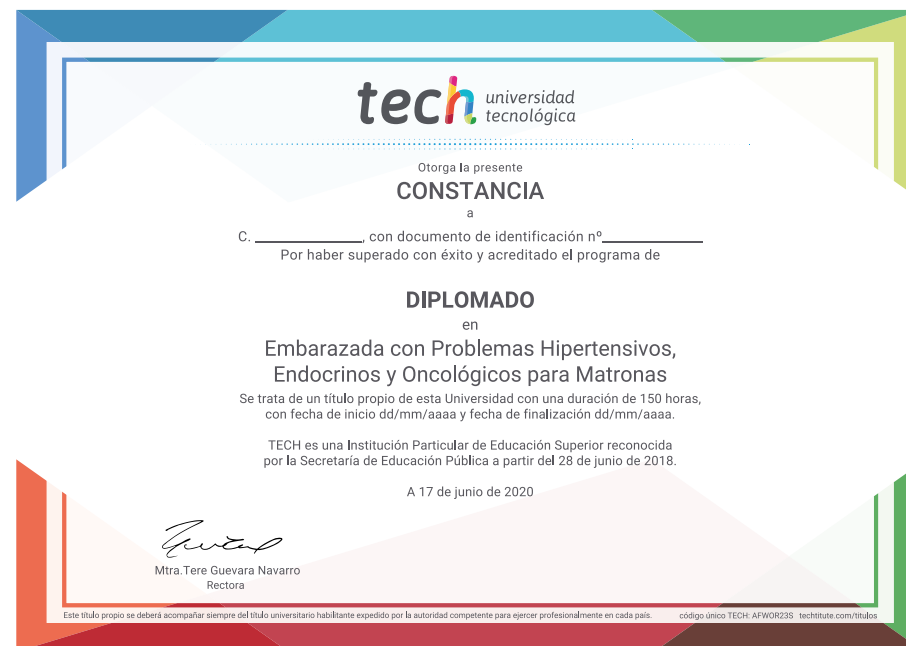 tech universidad
tecnológica
Otorga la presente
CONSTANCIA
a
C. ____________, con documento de identificación nº____________
Por haber superado con éxito y acreditado el programa de
DIPLOMADO
en
Embarazada con Problemas Hipertensivos,
Endocrinos y Oncológicos para Matronas
Se trata de un título propio de esta Universidad con una duración de 150 horas,
con fecha de inicio dd/mm/aaaa y fecha de finalización dd/mm/aaaa.
TECH es una Institución Particular de Educación Superior reconocida
por la Secretaría de Educación Pública a partir del 28 de junio de 2018.
A 17 de junio de 2020
Mtra.Tere Guevara Navarro
Rectora
Este título propio se deberá acompañar siempre del título universitario habilitante expedido por la autoridad competente para ejercer profesionalmente en cada país. código único TECH: AFWOR23S techtitute.com/titulos